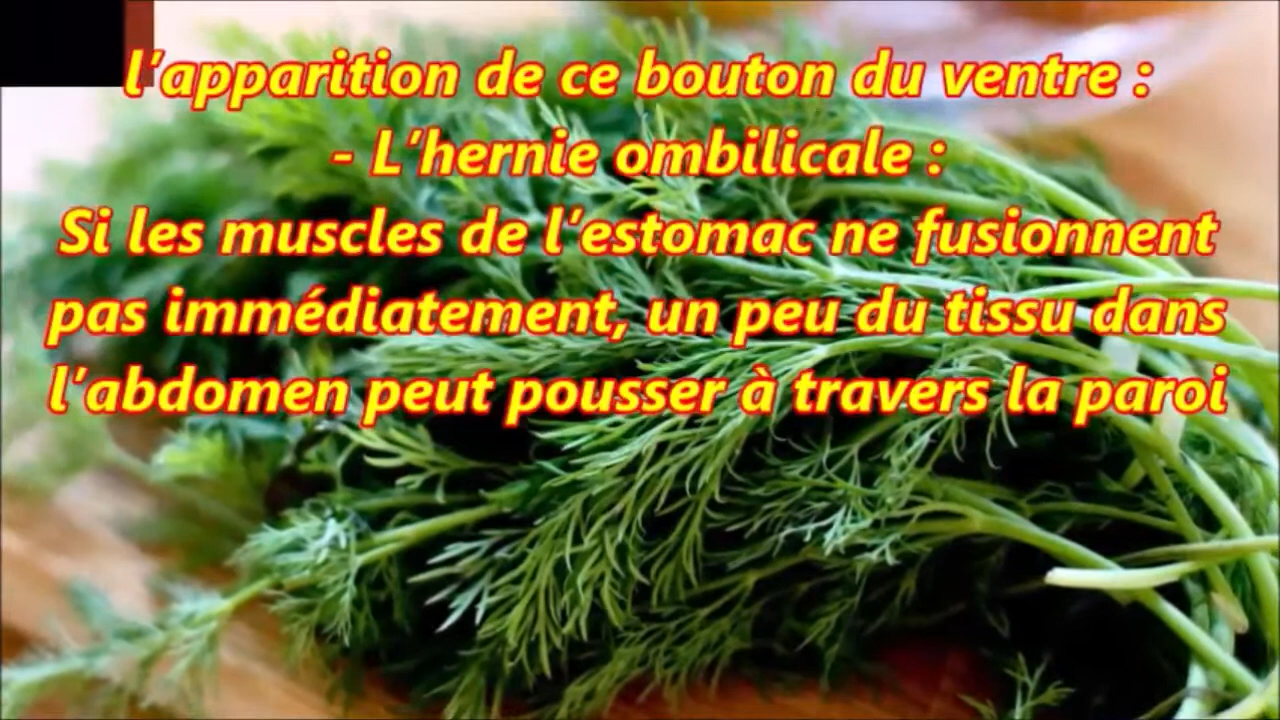 l’apparition de ce bouton du ventre :
- L’hernie ombilicale :
Si les muscles de l’estomac ne fusionnent
pas immédiatement, un peu du tissu dans
l’abdomen peut pousser à travers la paroi